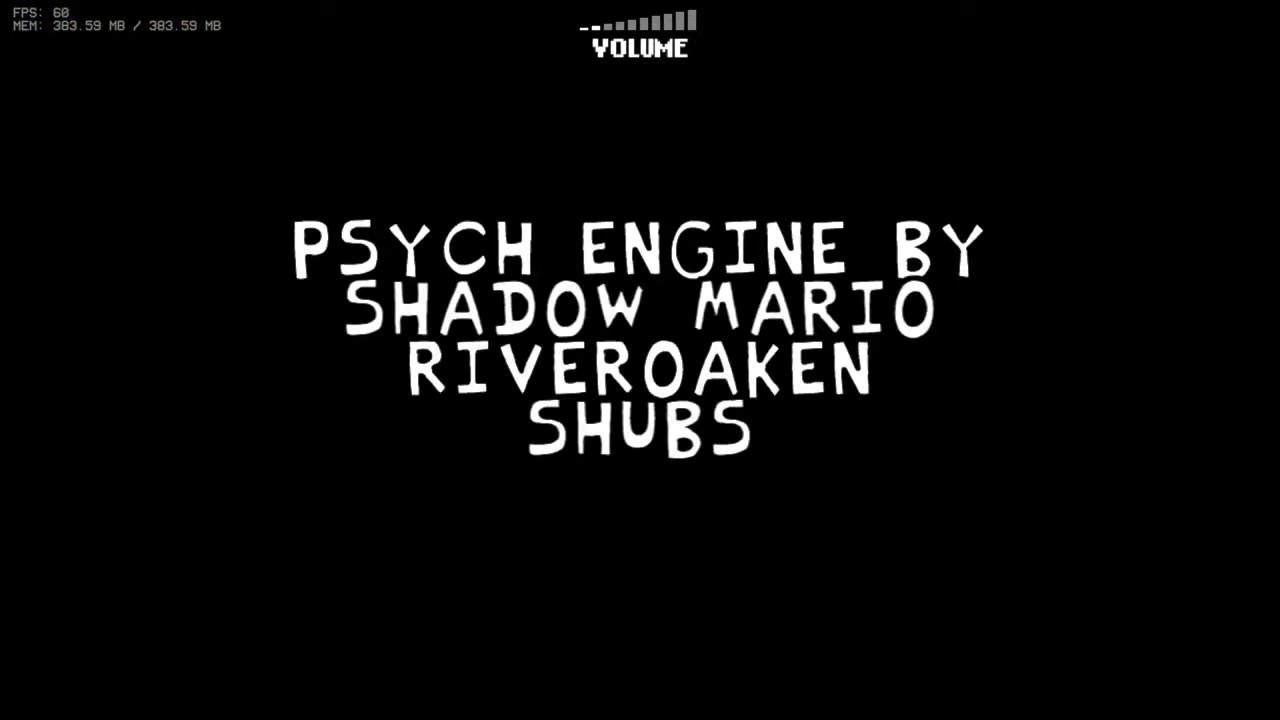 FPS: 60
MEM: 383.59 MB / 383.59 MB
VOLUME
PSYCH ENGINE BY
SHADOW MARIO
RIVEROAKEN
SHUBS